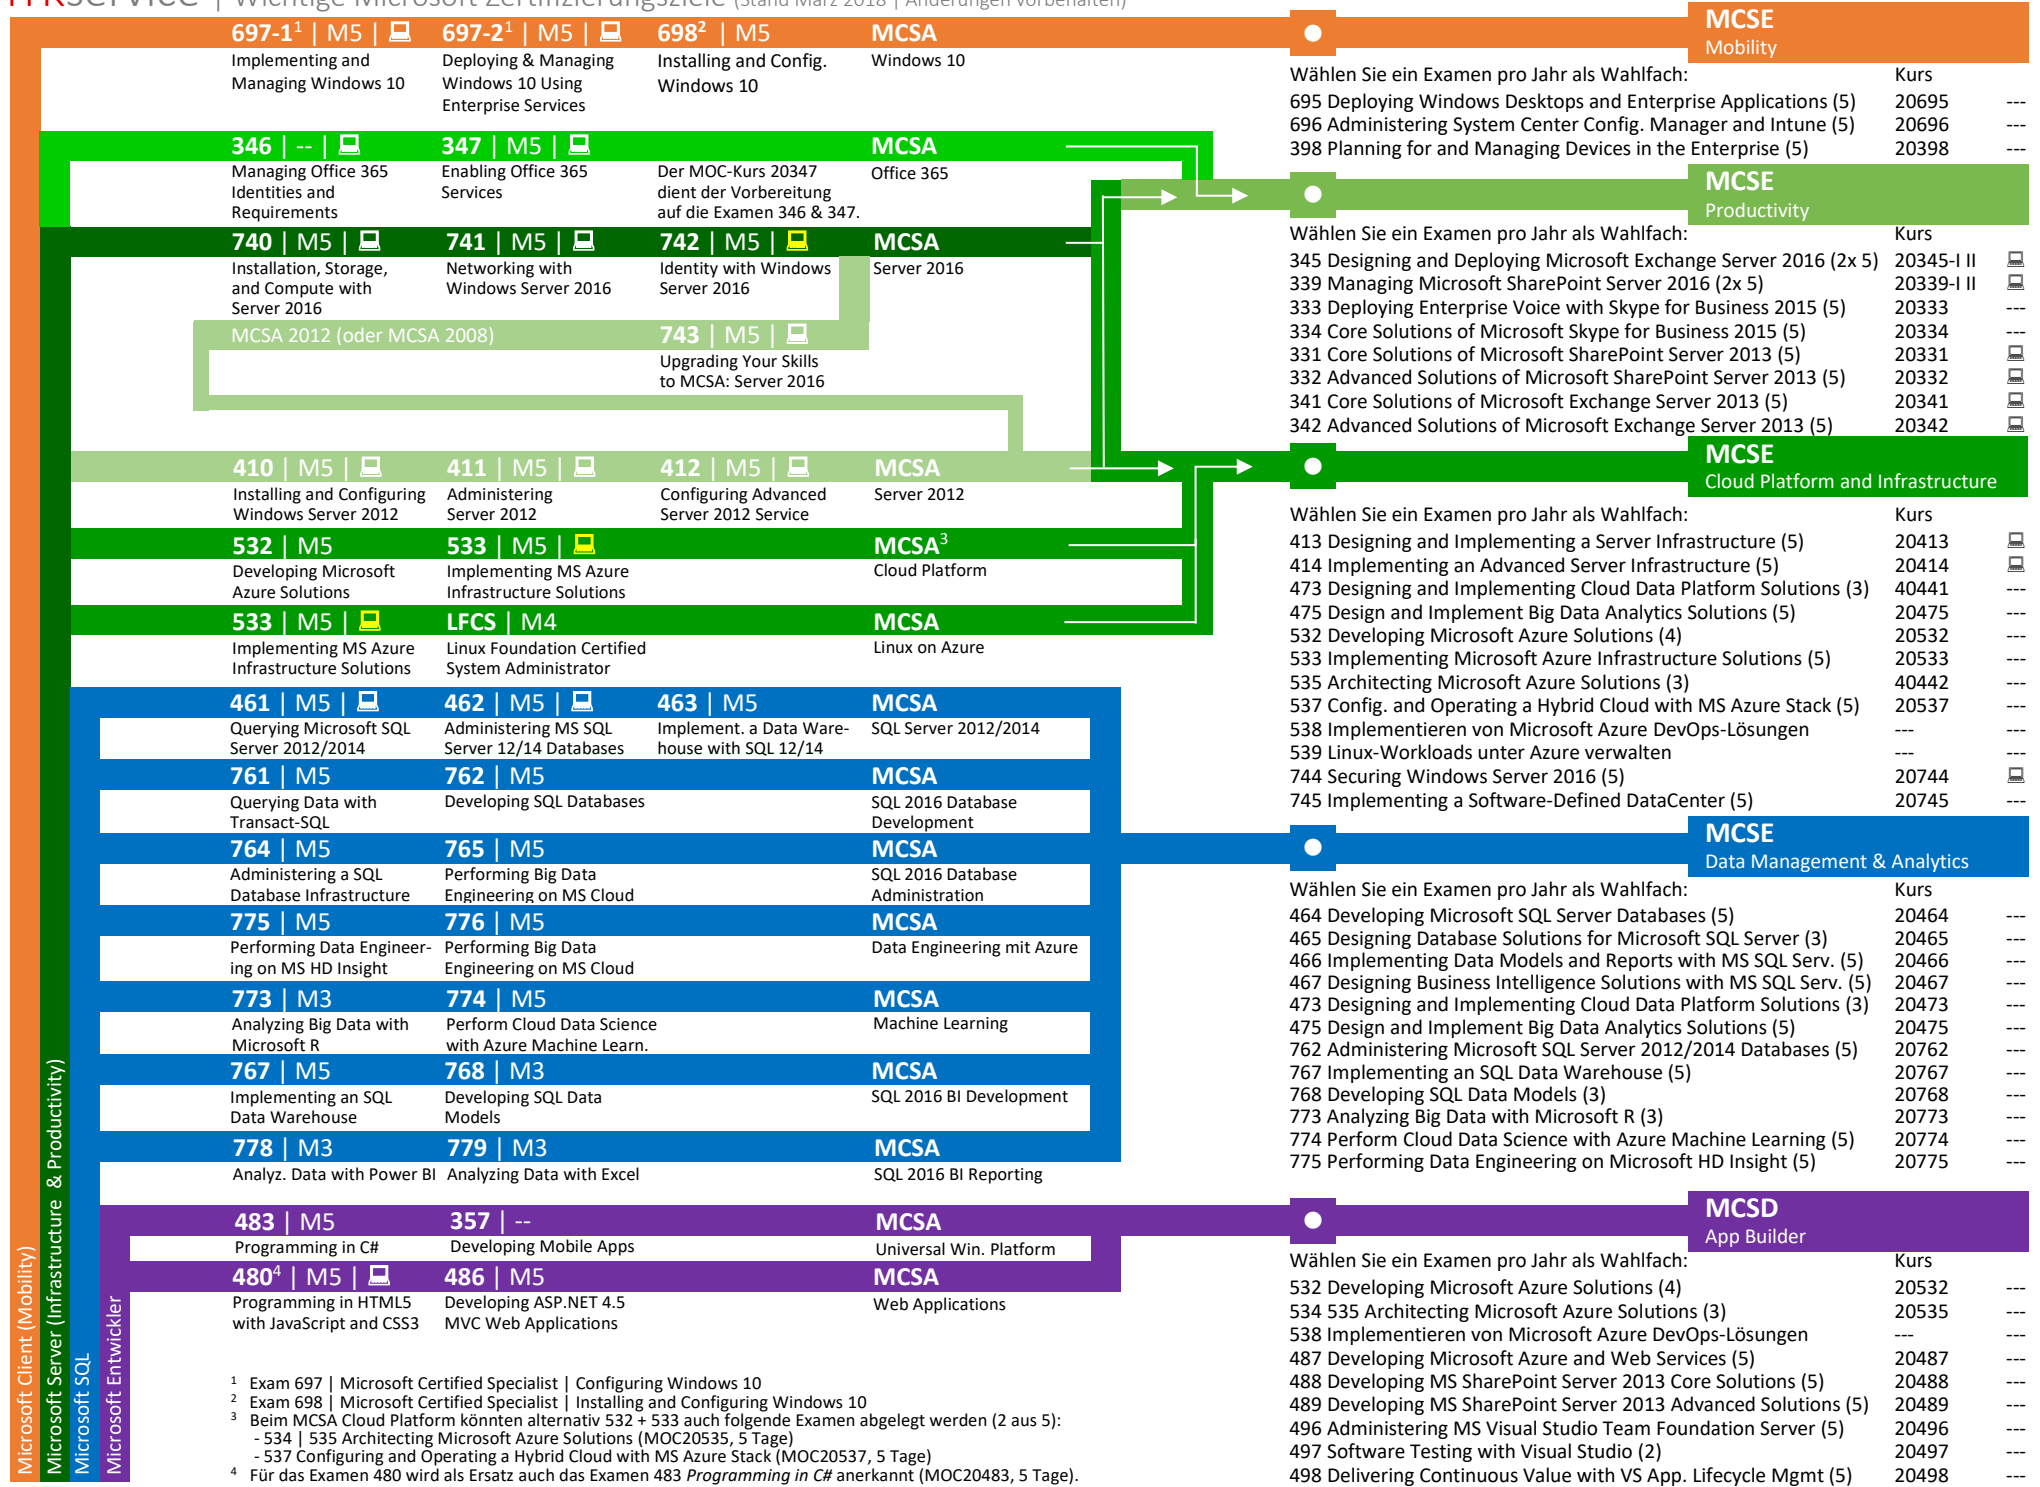 service | Wichtige Microsoft Zertifizierungsziele (Stand März 2018 | Änderungen vorbehalten)
697-1¹ | M5 | 697-2¹ | M5 | 698² | M5 MCSA
Implementing and Managing Windows 10
Deploying & Managing Windows 10 Using Enterprise Services
Installing and Config. Windows 10
Windows 10
MCSE
Mobility
Wählen Sie ein Examen pro Jahr als Wahlfach: Kurs
695 Deploying Windows Desktops and Enterprise Applications (5) 20695 ---
696 Administering System Center Config. Manager and Intune (5) 20696 ---
398 Planning for and Managing Devices in the Enterprise (5) 20398 ---
346 | -- | 347 | M5 | MCSA
Managing Office 365 Identities and Requirements
Enabling Office 365 Services
Der MOC-Kurs 20347 dient der Vorbereitung auf die Examen 346 & 347.
Office 365
MCSE
Productivity
Wählen Sie ein Examen pro Jahr als Wahlfach: Kurs
345 Designing and Deploying Microsoft Exchange Server 2016 (2x 5) 20345-I II
339 Managing Microsoft SharePoint Server 2016 (2x 5) 20339-I II
333 Deploying Enterprise Voice with Skype for Business 2015 (5) 20333 ---
334 Core Solutions of Microsoft Skype for Business 2015 (5) 20334 ---
331 Core Solutions of Microsoft SharePoint Server 2013 (5) 20331
332 Advanced Solutions of Microsoft SharePoint Server 2013 (5) 20332
341 Core Solutions of Microsoft Exchange Server 2013 (5) 20341
342 Advanced Solutions of Microsoft Exchange Server 2013 (5) 20342
740 | M5 | 741 | M5 | 742 | M5 | MCSA
Installation, Storage, and Compute with Server 2016
Networking with Windows Server 2016
Identity with Windows Server 2016
Server 2016
MCSA 2012 (oder MCSA 2008) 743 | M5 |
Upgrading Your Skills to MCSA: Server 2016
410 | M5 | 411 | M5 | 412 | M5 | MCSA
Installing and Configuring Windows Server 2012
Administering Server 2012
Configuring Advanced Server 2012 Service
Server 2012
MCSE
Cloud Platform and Infrastructure
Wählen Sie ein Examen pro Jahr als Wahlfach: Kurs
413 Designing and Implementing a Server Infrastructure (5) 20413
414 Implementing an Advanced Server Infrastructure (5) 20414
473 Designing and Implementing Cloud Data Platform Solutions (3) 40441 ---
475 Design and Implement Big Data Analytics Solutions (5) 20475 ---
532 Developing Microsoft Azure Solutions (4) 20532 ---
533 Implementing Microsoft Azure Infrastructure Solutions (5) 20533 ---
535 Architecting Microsoft Azure Solutions (3) 40442 ---
537 Config. and Operating a Hybrid Cloud with MS Azure Stack (5) 20537 ---
538 Implementieren von Microsoft Azure DevOps-Lösungen --- ---
539 Linux-Workloads unter Azure verwalten --- ---
744 Securing Windows Server 2016 (5) 20744
745 Implementing a Software-Defined DataCenter (5) 20745 ---
532 | M5 533 | M5 | MCSA³
Developing Microsoft Azure Solutions
Implementing MS Azure Infrastructure Solutions
Cloud Platform
533 | M5 | LFCS | M4 MCSA
Implementing MS Azure Infrastructure Solutions
Linux Foundation Certified System Administrator
Linux on Azure
461 | M5 | 462 | M5 | 463 | M5 MCSA
Querying Microsoft SQL Server 2012/2014
Administering MS SQL Server 12/14 Databases
Implement. a Data Ware-house with SQL 12/14
SQL Server 2012/2014
761 | M5 762 | M5 MCSA
Querying Data with Transact-SQL
Developing SQL Databases
SQL 2016 Database Development
764 | M5 765 | M5 MCSA
Administering a SQL Database Infrastructure
Performing Big Data Engineering on MS Cloud
SQL 2016 Database Administration
775 | M5 776 | M5 MCSA
Performing Data Engineer-ing on MS HD Insight
Performing Big Data Engineering on MS Cloud
Data Engineering mit Azure
773 | M3 774 | M5 MCSA
Analyzing Big Data with Microsoft R
Perform Cloud Data Science with Azure Machine Learn.
Machine Learning
767 | M5 768 | M3 MCSA
Implementing an SQL Data Warehouse
Developing SQL Data Models
SQL 2016 BI Development
778 | M3 779 | M3 MCSA
Analyz. Data with Power BI
Analyzing Data with Excel
SQL 2016 BI Reporting
MCSE
Data Management & Analytics
Wählen Sie ein Examen pro Jahr als Wahlfach: Kurs
464 Developing Microsoft SQL Server Databases (5) 20464 ---
465 Designing Database Solutions for Microsoft SQL Server (3) 20465 ---
466 Implementing Data Models and Reports with MS SQL Serv. (5) 20466 ---
467 Designing Business Intelligence Solutions with MS SQL Serv. (5) 20467 ---
473 Designing and Implementing Cloud Data Platform Solutions (3) 20473 ---
475 Design and Implement Big Data Analytics Solutions (5) 20475 ---
762 Administering Microsoft SQL Server 2012/2014 Databases (5) 20762 ---
767 Implementing an SQL Data Warehouse (5) 20767 ---
768 Developing SQL Data Models (3) 20768 ---
773 Analyzing Big Data with Microsoft R (3) 20773 ---
774 Perform Cloud Data Science with Azure Machine Learning (5) 20774 ---
775 Performing Data Engineering on Microsoft HD Insight (5) 20775 ---
483 | M5 357 | -- MCSA
Programming in C#
Developing Mobile Apps
Universal Win. Platform
480⁴ | M5 | 486 | M5 MCSA
Programming in HTML5 with JavaScript and CSS3
Developing ASP.NET 4.5 MVC Web Applications
Web Applications
MCSD
App Builder
Wählen Sie ein Examen pro Jahr als Wahlfach: Kurs
532 Developing Microsoft Azure Solutions (4) 20532 ---
534 535 Architecting Microsoft Azure Solutions (3) 20535 ---
538 Implementieren von Microsoft Azure DevOps-Lösungen --- ---
487 Developing Microsoft Azure and Web Services (5) 20487 ---
488 Developing MS SharePoint Server 2013 Core Solutions (5) 20488 ---
489 Developing MS SharePoint Server 2013 Advanced Solutions (5) 20489 ---
496 Administering MS Visual Studio Team Foundation Server (5) 20496 ---
497 Software Testing with Visual Studio (2) 20497 ---
498 Delivering Continuous Value with VS App. Lifecycle Mgmt (5) 20498 ---
Microsoft Client (Mobility)
Microsoft Server (Infrastructure & Productivity)
Microsoft SQL
Microsoft Entwickler
¹ Exam 697 | Microsoft Certified Specialist | Configuring Windows 10
² Exam 698 | Microsoft Certified Specialist | Installing and Configuring Windows 10
³ Beim MCSA Cloud Platform könnten alternativ 532 + 533 auch folgende Examen abgelegt werden (2 aus 5):
- 534 | 535 Architecting Microsoft Azure Solutions (MOC20535, 5 Tage)
- 537 Configuring and Operating a Hybrid Cloud with MS Azure Stack (MOC20537, 5 Tage)
⁴ Für das Examen 480 wird als Ersatz auch das Examen 483 Programming in C# anerkannt (MOC20483, 5 Tage).